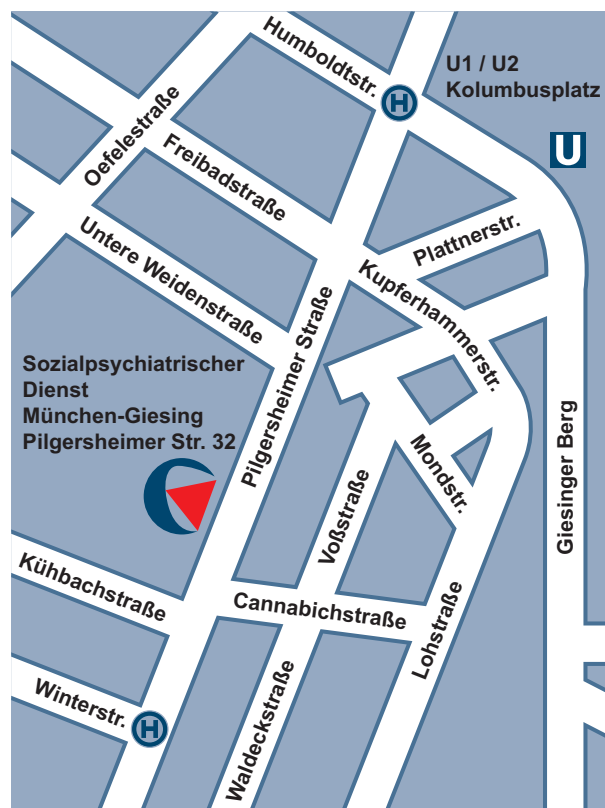 Humboldtstr.
U1 / U2
Kolumbusplatz
H
U
Oefelestraße
Freibadstraße
Plattnerstr.
Untere Weidenstraße
Kupferhammerstr.
Pilgersheimer Straße
Sozialpsychiatrischer
Dienst
München-Giesing
Pilgersheimer Str. 32
Mondstr.
Giesinger Berg
Voßstraße
Kühbachstraße
Cannabichstraße
Lohstraße
Winterstr.
H
Waldeckstraße